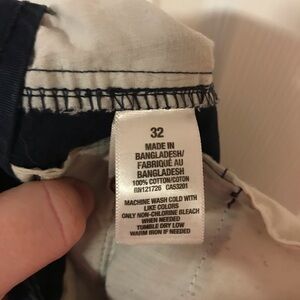 32
MADE IN
BANGLADESH/
FABRIQUÉ AU
BANGLADESH
100% COTTON/COTON
RN121726 CA53201
MACHINE WASH COLD WITH
LIKE COLORS
ONLY NON-CHLORINE BLEACH
WHEN NEEDED
TUMBLE DRY LOW
WARM IRON IF NEEDED